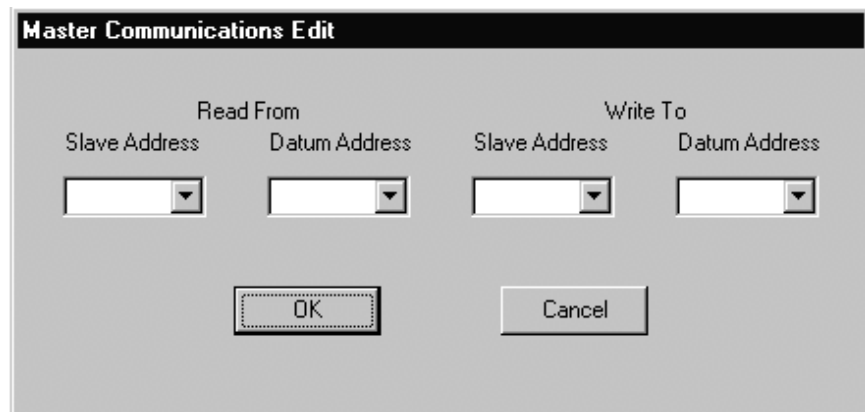 Master Communications Edit
Read From Write To
Slave Address Datum Address Slave Address Datum Address
OK Cancel